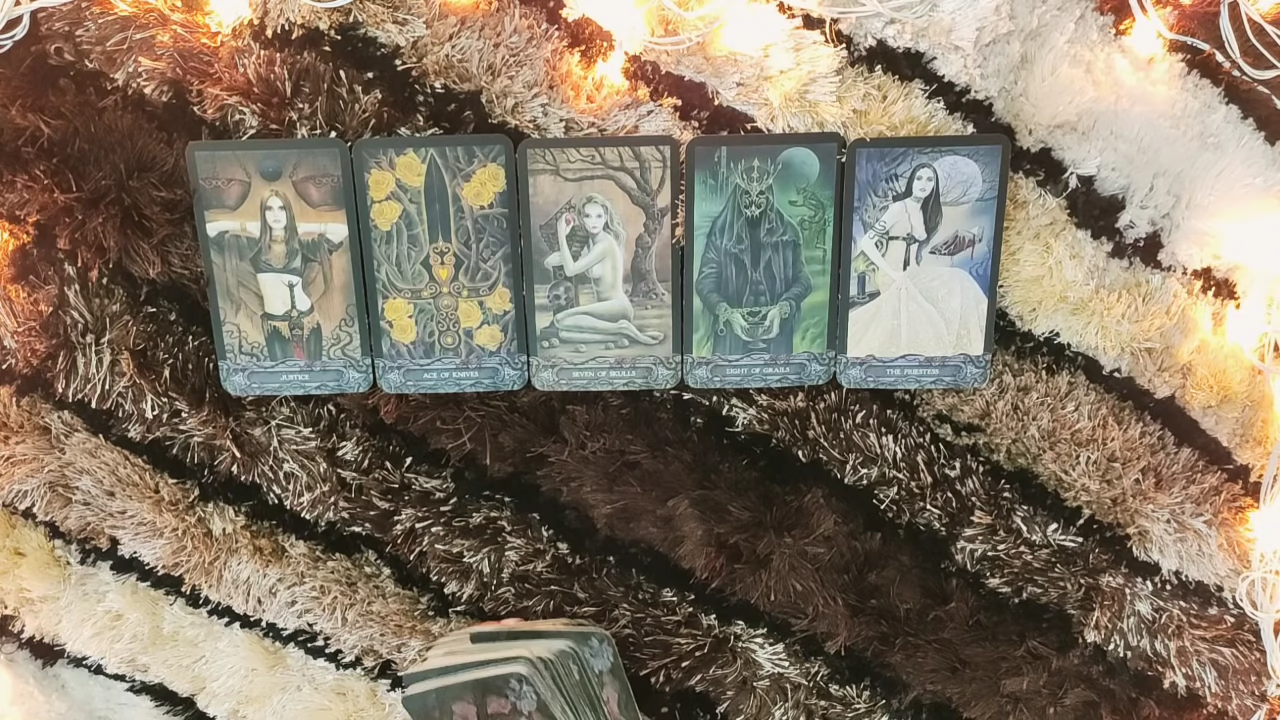 JUSTICE
ACE OF KNIVES
SEVEN OF SKULLS
EIGHT OF GRAILS
THE PRIESTESS